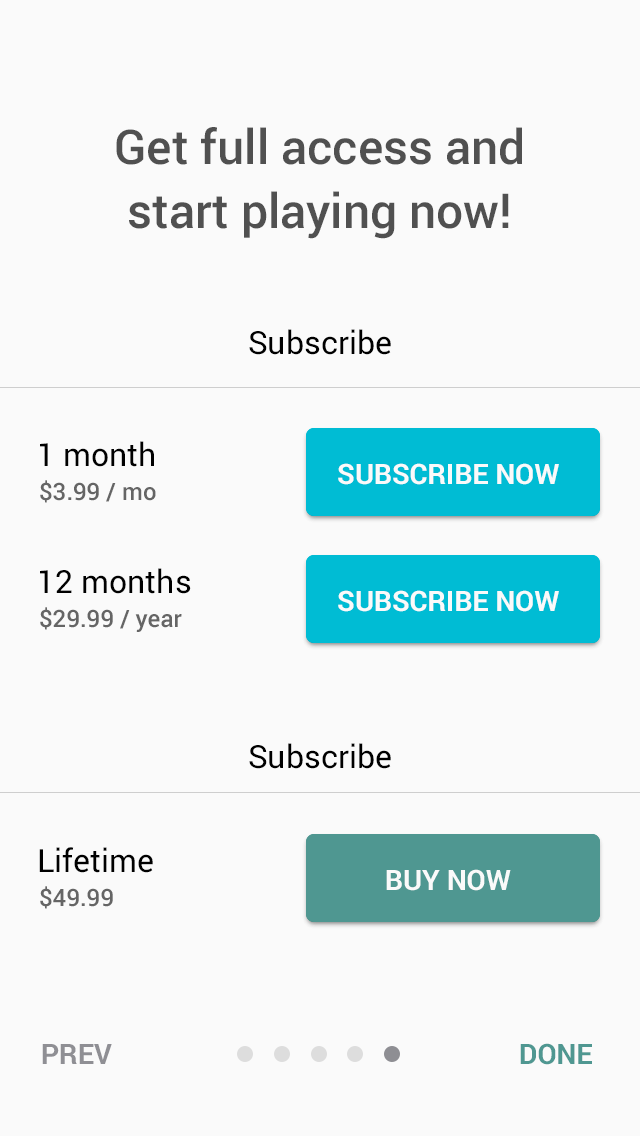 Get full access and
start playing now!
Subscribe
1 month
$3.99 / mo
SUBSCRIBE NOW
12 months
$29.99 / year
SUBSCRIBE NOW
Subscribe
Lifetime
$49.99
BUY NOW
PREV
DONE